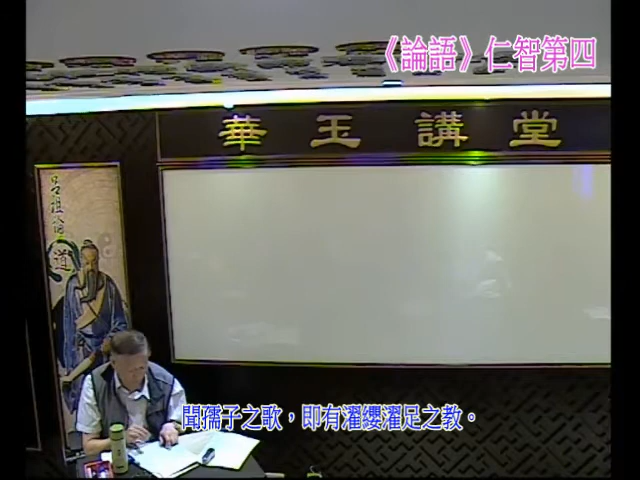 《論語》仁智第四
華玉講堂
呂祖論
道
聞孺子之歌，即有濯纓濯足之教。